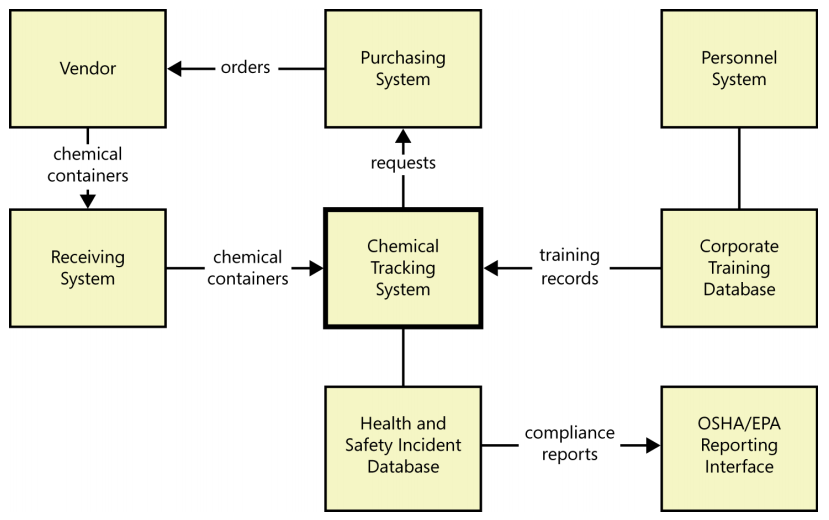 Vendor
orders
Purchasing
System
Personnel
System
chemical
containers
requests
Receiving
System
chemical
containers
Chemical
Tracking
System
training
records
Corporate
Training
Database
Health and
Safety Incident
Database
compliance
reports
OSHA/EPA
Reporting
Interface